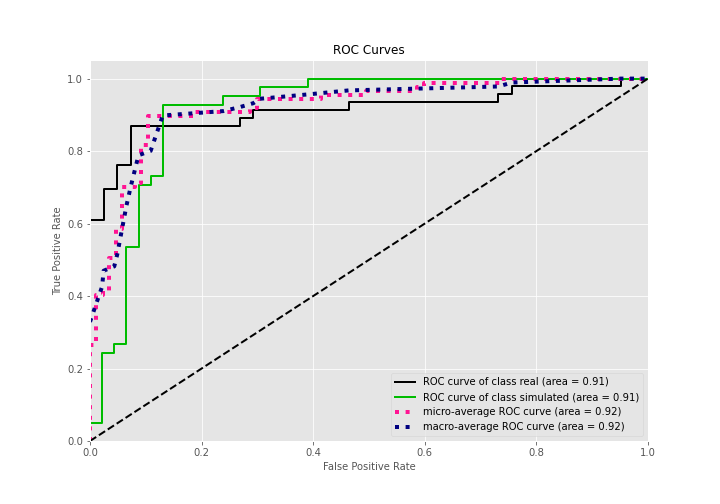 ROC Curves
1.0
0.8
0.6
0.4
0.2
0.0
True Positive Rate
ROC curve of class real (area = 0.91)
ROC curve of class simulated (area = 0.91)
micro-average ROC curve (area = 0.92)
macro-average ROC curve (area = 0.92)
0.0 0.2 0.4 0.6 0.8 1.0
False Positive Rate